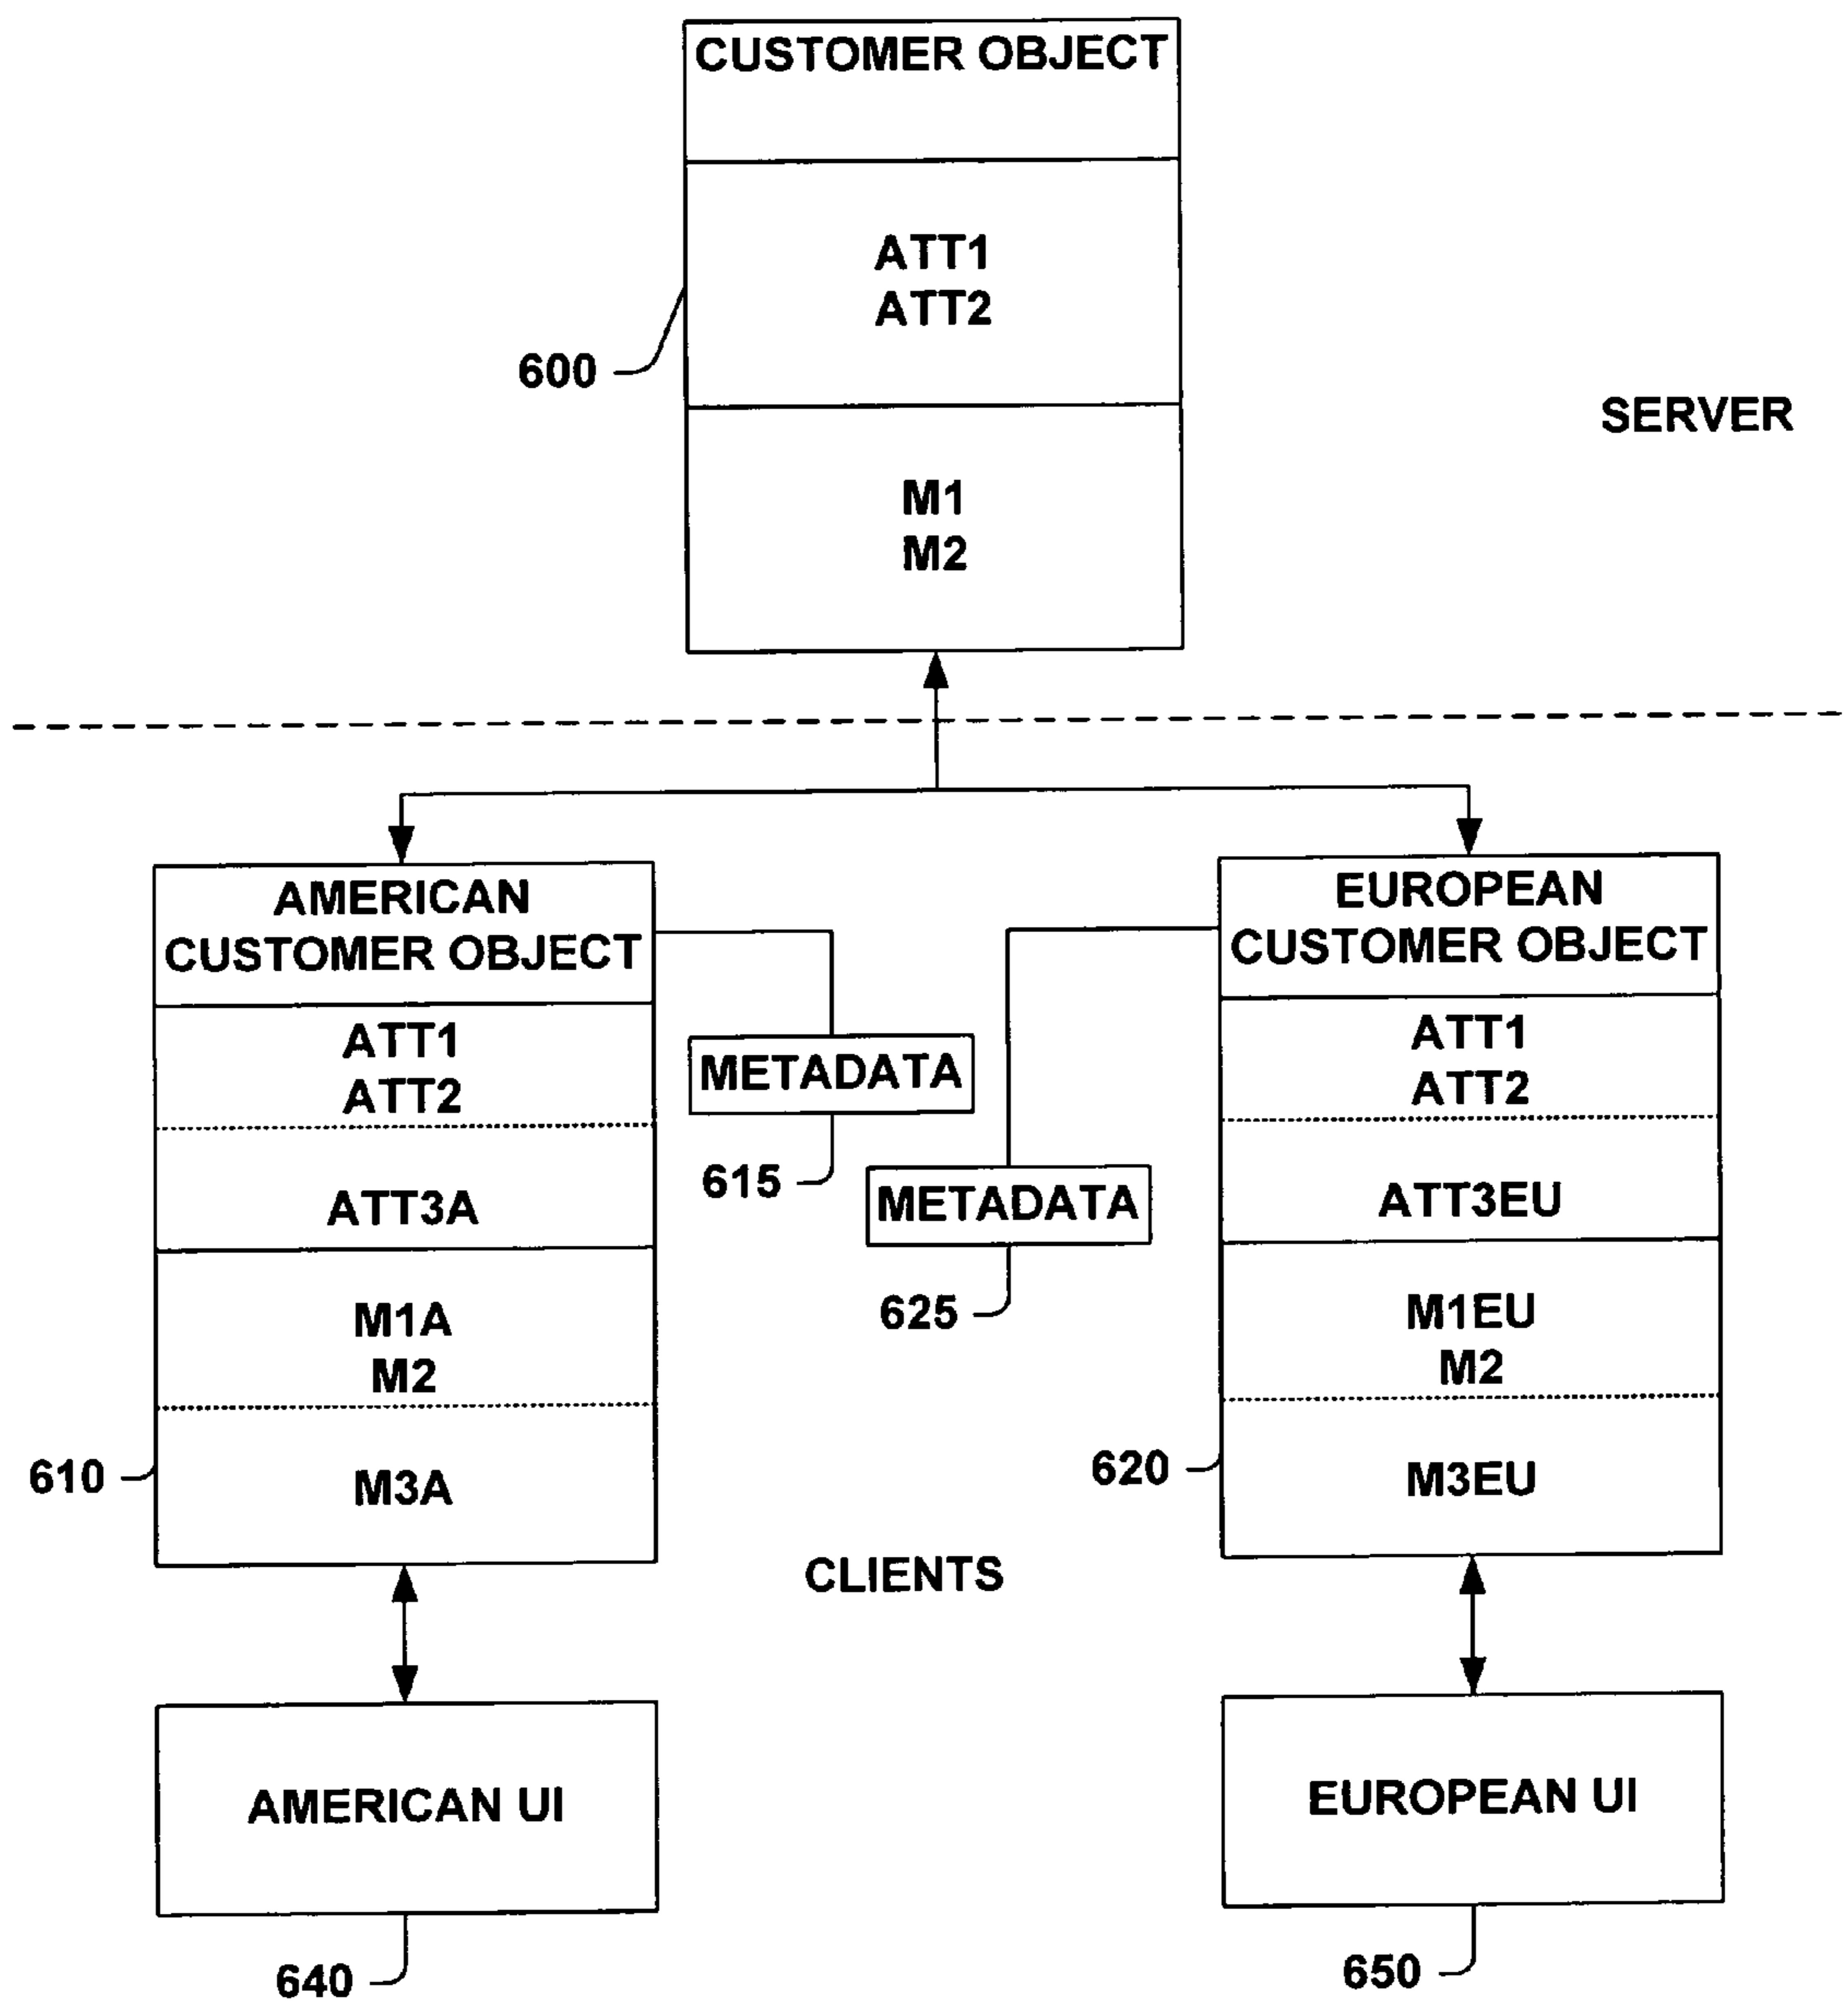 CUSTOMER OBJECT
ATT1
ATT2
600
SERVER
M1
M2
AMERICAN
CUSTOMER OBJECT
ATT1
ATT2
ATT3A
M1A
M2
M3A
610
METADATA
615
METADATA
625
EUROPEAN
CUSTOMER OBJECT
ATT1
ATT2
ATT3EU
M1EU
M2
M3EU
620
CLIENTS
AMERICAN UI
640
EUROPEAN UI
650